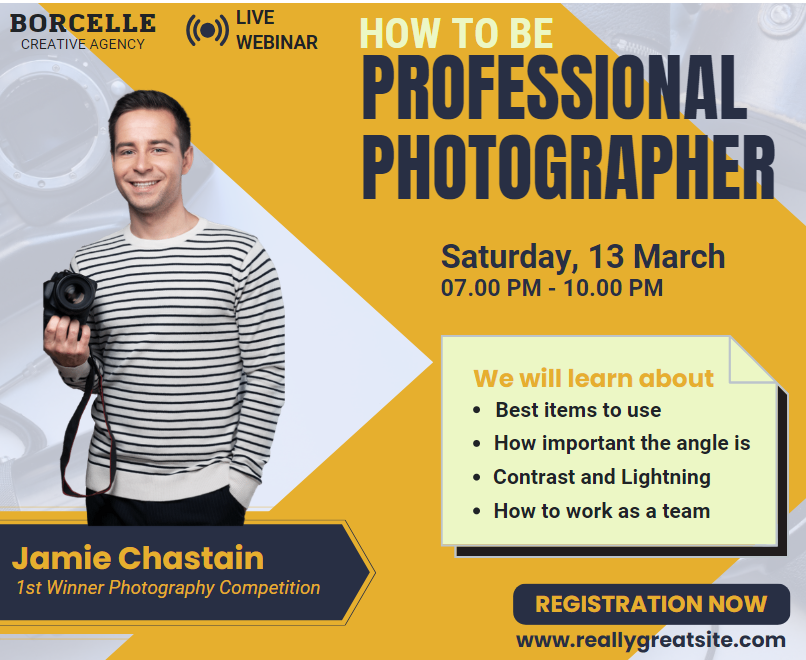 BORCELLE
CREATIVE AGENCY
LIVE
WEBINAR
HOW TO BE
PROFESSIONAL
PHOTOGRAPHER
Saturday, 13 March
07.00 PM - 10.00 PM
We will learn about
• Best items to use
• How important the angle is
• Contrast and Lightning
• How to work as a team
Jamie Chastain
1st Winner Photography Competition
REGISTRATION NOW
www.reallygreatsite.com